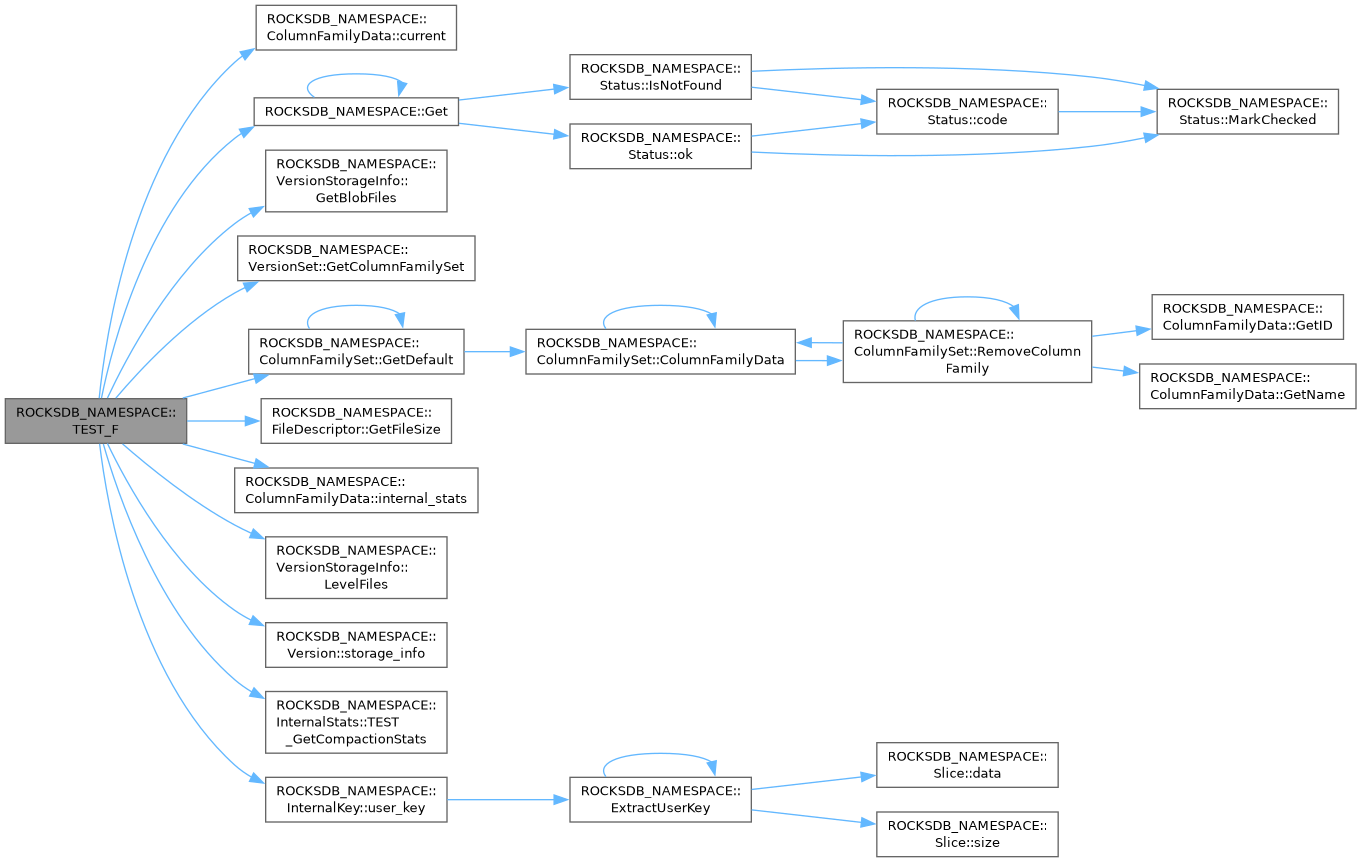 ROCKSDB_NAMESPACE::
TEST_F
ROCKSDB_NAMESPACE::
ColumnFamilyData::current
ROCKSDB_NAMESPACE::Get
ROCKSDB_NAMESPACE::
Status::IsNotFound
ROCKSDB_NAMESPACE::
Status::ok
ROCKSDB_NAMESPACE::
Status::code
ROCKSDB_NAMESPACE::
Status::MarkChecked
ROCKSDB_NAMESPACE::
VersionStorageInfo::
GetBlobFiles
ROCKSDB_NAMESPACE::
VersionSet::GetColumnFamilySet
ROCKSDB_NAMESPACE::
ColumnFamilySet::GetDefault
ROCKSDB_NAMESPACE::
ColumnFamilySet::ColumnFamilyData
ROCKSDB_NAMESPACE::
ColumnFamilySet::RemoveColumn
Family
ROCKSDB_NAMESPACE::
ColumnFamilyData::GetID
ROCKSDB_NAMESPACE::
ColumnFamilyData::GetName
ROCKSDB_NAMESPACE::
FileDescriptor::GetFileSize
ROCKSDB_NAMESPACE::
ColumnFamilyData::internal_stats
ROCKSDB_NAMESPACE::
VersionStorageInfo::
LevelFiles
ROCKSDB_NAMESPACE::
Version::storage_info
ROCKSDB_NAMESPACE::
InternalStats::TEST
_GetCompactionStats
ROCKSDB_NAMESPACE::
InternalKey::user_key
ROCKSDB_NAMESPACE::
ExtractUserKey
ROCKSDB_NAMESPACE::
Slice::data
ROCKSDB_NAMESPACE::
Slice::size